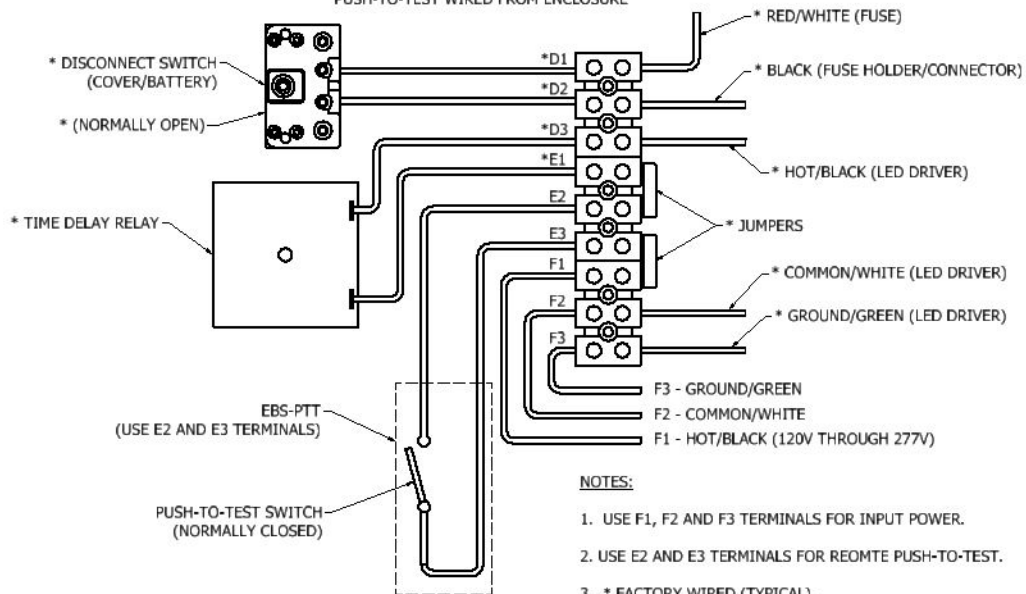 PUSH-TO-TEST WIRED FROM ENCLOSURE
* RED/WHITE (FUSE)
* DISCONNECT SWITCH
(COVER/BATTERY)
* (NORMALLY OPEN)
*D1
*D2
*D3
*E1
E2
E3
F1
F2
F3
* BLACK (FUSE HOLDER/CONNECTOR)
* HOT/BLACK (LED DRIVER)
* TIME DELAY RELAY
* JUMPERS
* COMMON/WHITE (LED DRIVER)
* GROUND/GREEN (LED DRIVER)
F3 - GROUND/GREEN
F2 - COMMON/WHITE
F1 - HOT/BLACK (120V THROUGH 277V)
EBS-PTT
(USE E2 AND E3 TERMINALS)
PUSH-TO-TEST SWITCH
(NORMALLY CLOSED)
NOTES:
1. USE F1, F2 AND F3 TERMINALS FOR INPUT POWER.
2. USE E2 AND E3 TERMINALS FOR REOMTE PUSH-TO-TEST.
3. * FACTORY WIRED (TYPICAL)